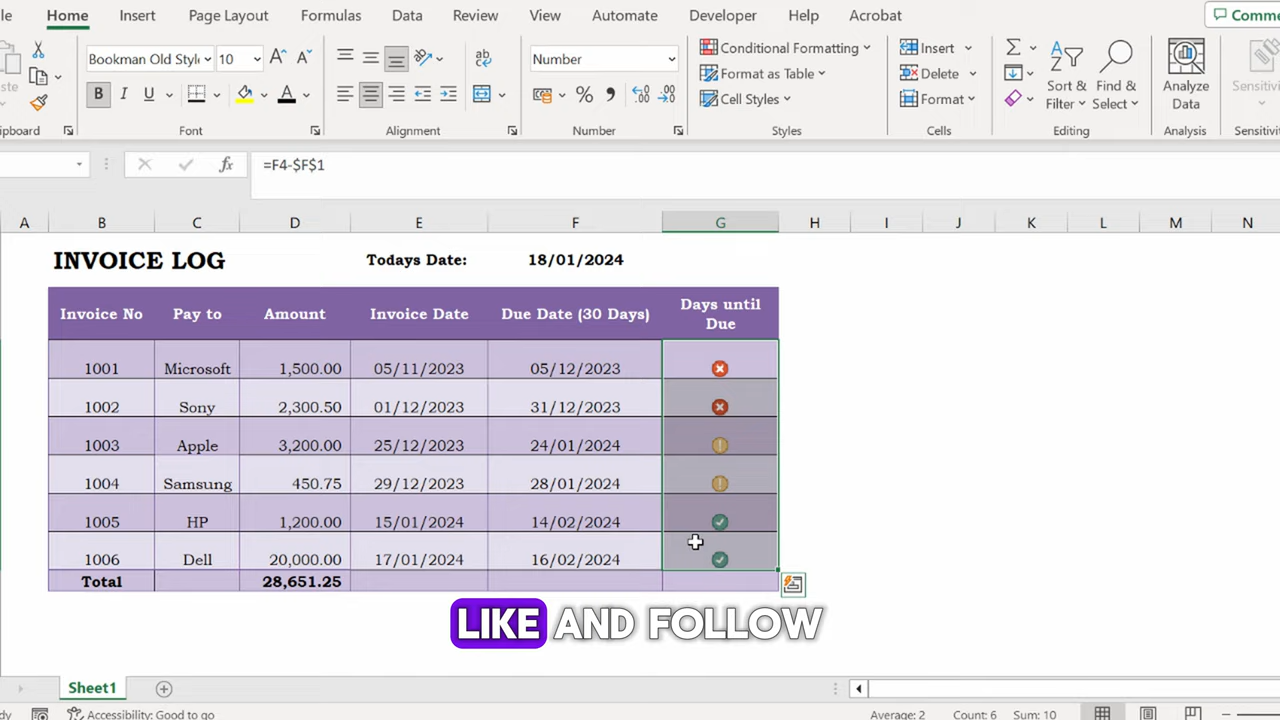 Home Insert Page Layout Formulas Data Review View Automate Developer Help Acrobat
Bookman Old Style 10 Number Conditional Formatting Insert
B I U Format as Table Delete Sort & Find & Analyze
Cell Styles Format Filter Select Data
Font Alignment Number Styles Cells Editing Analysis
fx =F4-$F$1
A B C D E F G H I J K L M N
INVOICE LOG Todays Date: 18/01/2024
Invoice No Pay to Amount Invoice Date Due Date (30 Days) Days until
Due
1001 Microsoft 1,500.00 05/11/2023 05/12/2023
1002 Sony 2,300.50 01/12/2023 31/12/2023
1003 Apple 3,200.00 25/12/2023 24/01/2024
1004 Samsung 450.75 29/12/2023 28/01/2024
1005 HP 1,200.00 15/01/2024 14/02/2024
1006 Dell 20,000.00 17/01/2024 16/02/2024
Total 28,651.25
LIKE AND FOLLOW
Sheet1
Accessibility: Good to go Average: 2 Count: 6 Sum: 10